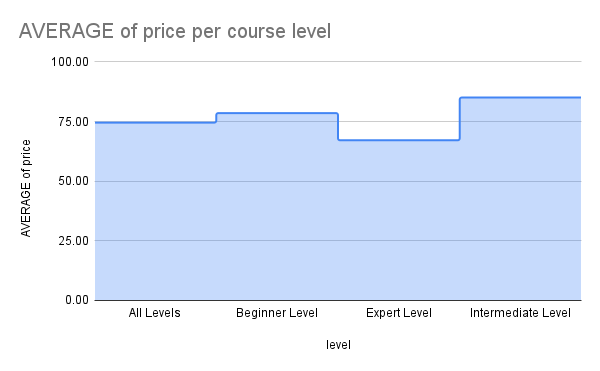 AVERAGE of price per course level
100.00
75.00
50.00
25.00
0.00
AVERAGE of price
All Levels
Beginner Level
Expert Level
Intermediate Level
level